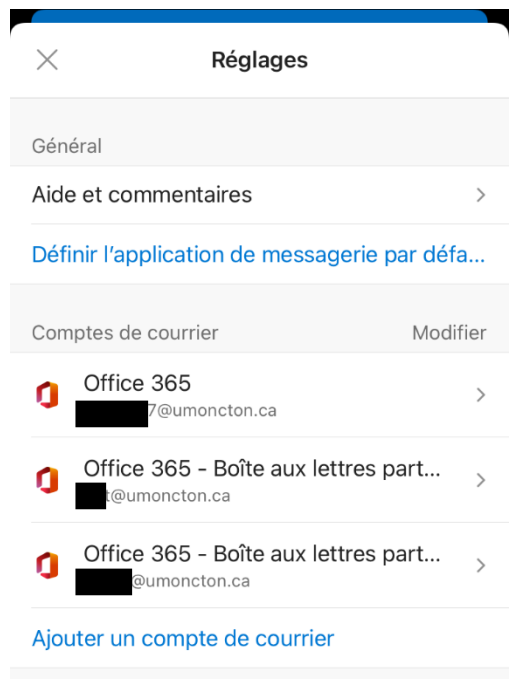 Réglages
Général
Aide et commentaires
Définir l’application de messagerie par défa...
Comptes de courrier
Modifier
Office 365
7@umoncton.ca
Office 365 - Boîte aux lettres part...
t@umoncton.ca
Office 365 - Boîte aux lettres part...
@umoncton.ca
Ajouter un compte de courrier